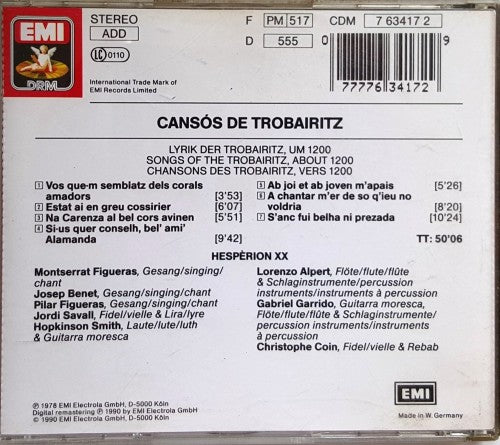 EMI
DRM
STEREO
ADD
LC 0110
International Trade Mark of
EMI Records Limited
F PM 517
D 555
CDM 7 63417 2
0 77776 34172 9
CANSÓS DE TROBAIRITZ
LYRIK DER TROBAIRITZ, UM 1200
SONGS OF THE TROBAIRITZ, ABOUT 1200
CHANSONS DES TROBAIRITZ, VERS 1200
1 Vos que-m semblatz dels corals
amadors [3'53]
2 Estat ai en greu cossirier [6'07]
3 Na Carenza al bel cors avinen [5'51]
4 Si-us quer conselh, bel' ami'
Alamanda [9'42]
5 Ab joi et ab joven m'apais [5'26]
6 A chantar m'er de so q'ieu no
voldria [8'20]
7 S'anc fui belha ni prezada [10'24]
TT: 50'06
HESPÈRION XX
Montserrat Figueras, Gesang/singing/
chant
Josep Benet, Gesang/singing/chant
Pilar Figueras, Gesang/singing/chant
Jordi Savall, Fidel/vielle & Lira/lyre
Hopkinson Smith, Laute/lute/luth
& Guitarra moresca
Lorenzo Alpert, Flöte/flute/flûte
& Schlaginstrumente/percussion
instruments/instruments à percussion
Gabriel Garrido, Guitarra moresca,
Flöte/flute/flûte & Schlaginstrumente/
percussion instruments/instruments
à percussion
Christophe Coin, Fidel/vielle & Rebab
℗ 1978 EMI Electrola GmbH, D-5000 Köln
Digital remastering ℗ 1990 by EMI Electrola GmbH
© 1990 EMI Electrola GmbH, D-5000 Köln
EMI
Made in W. Germany